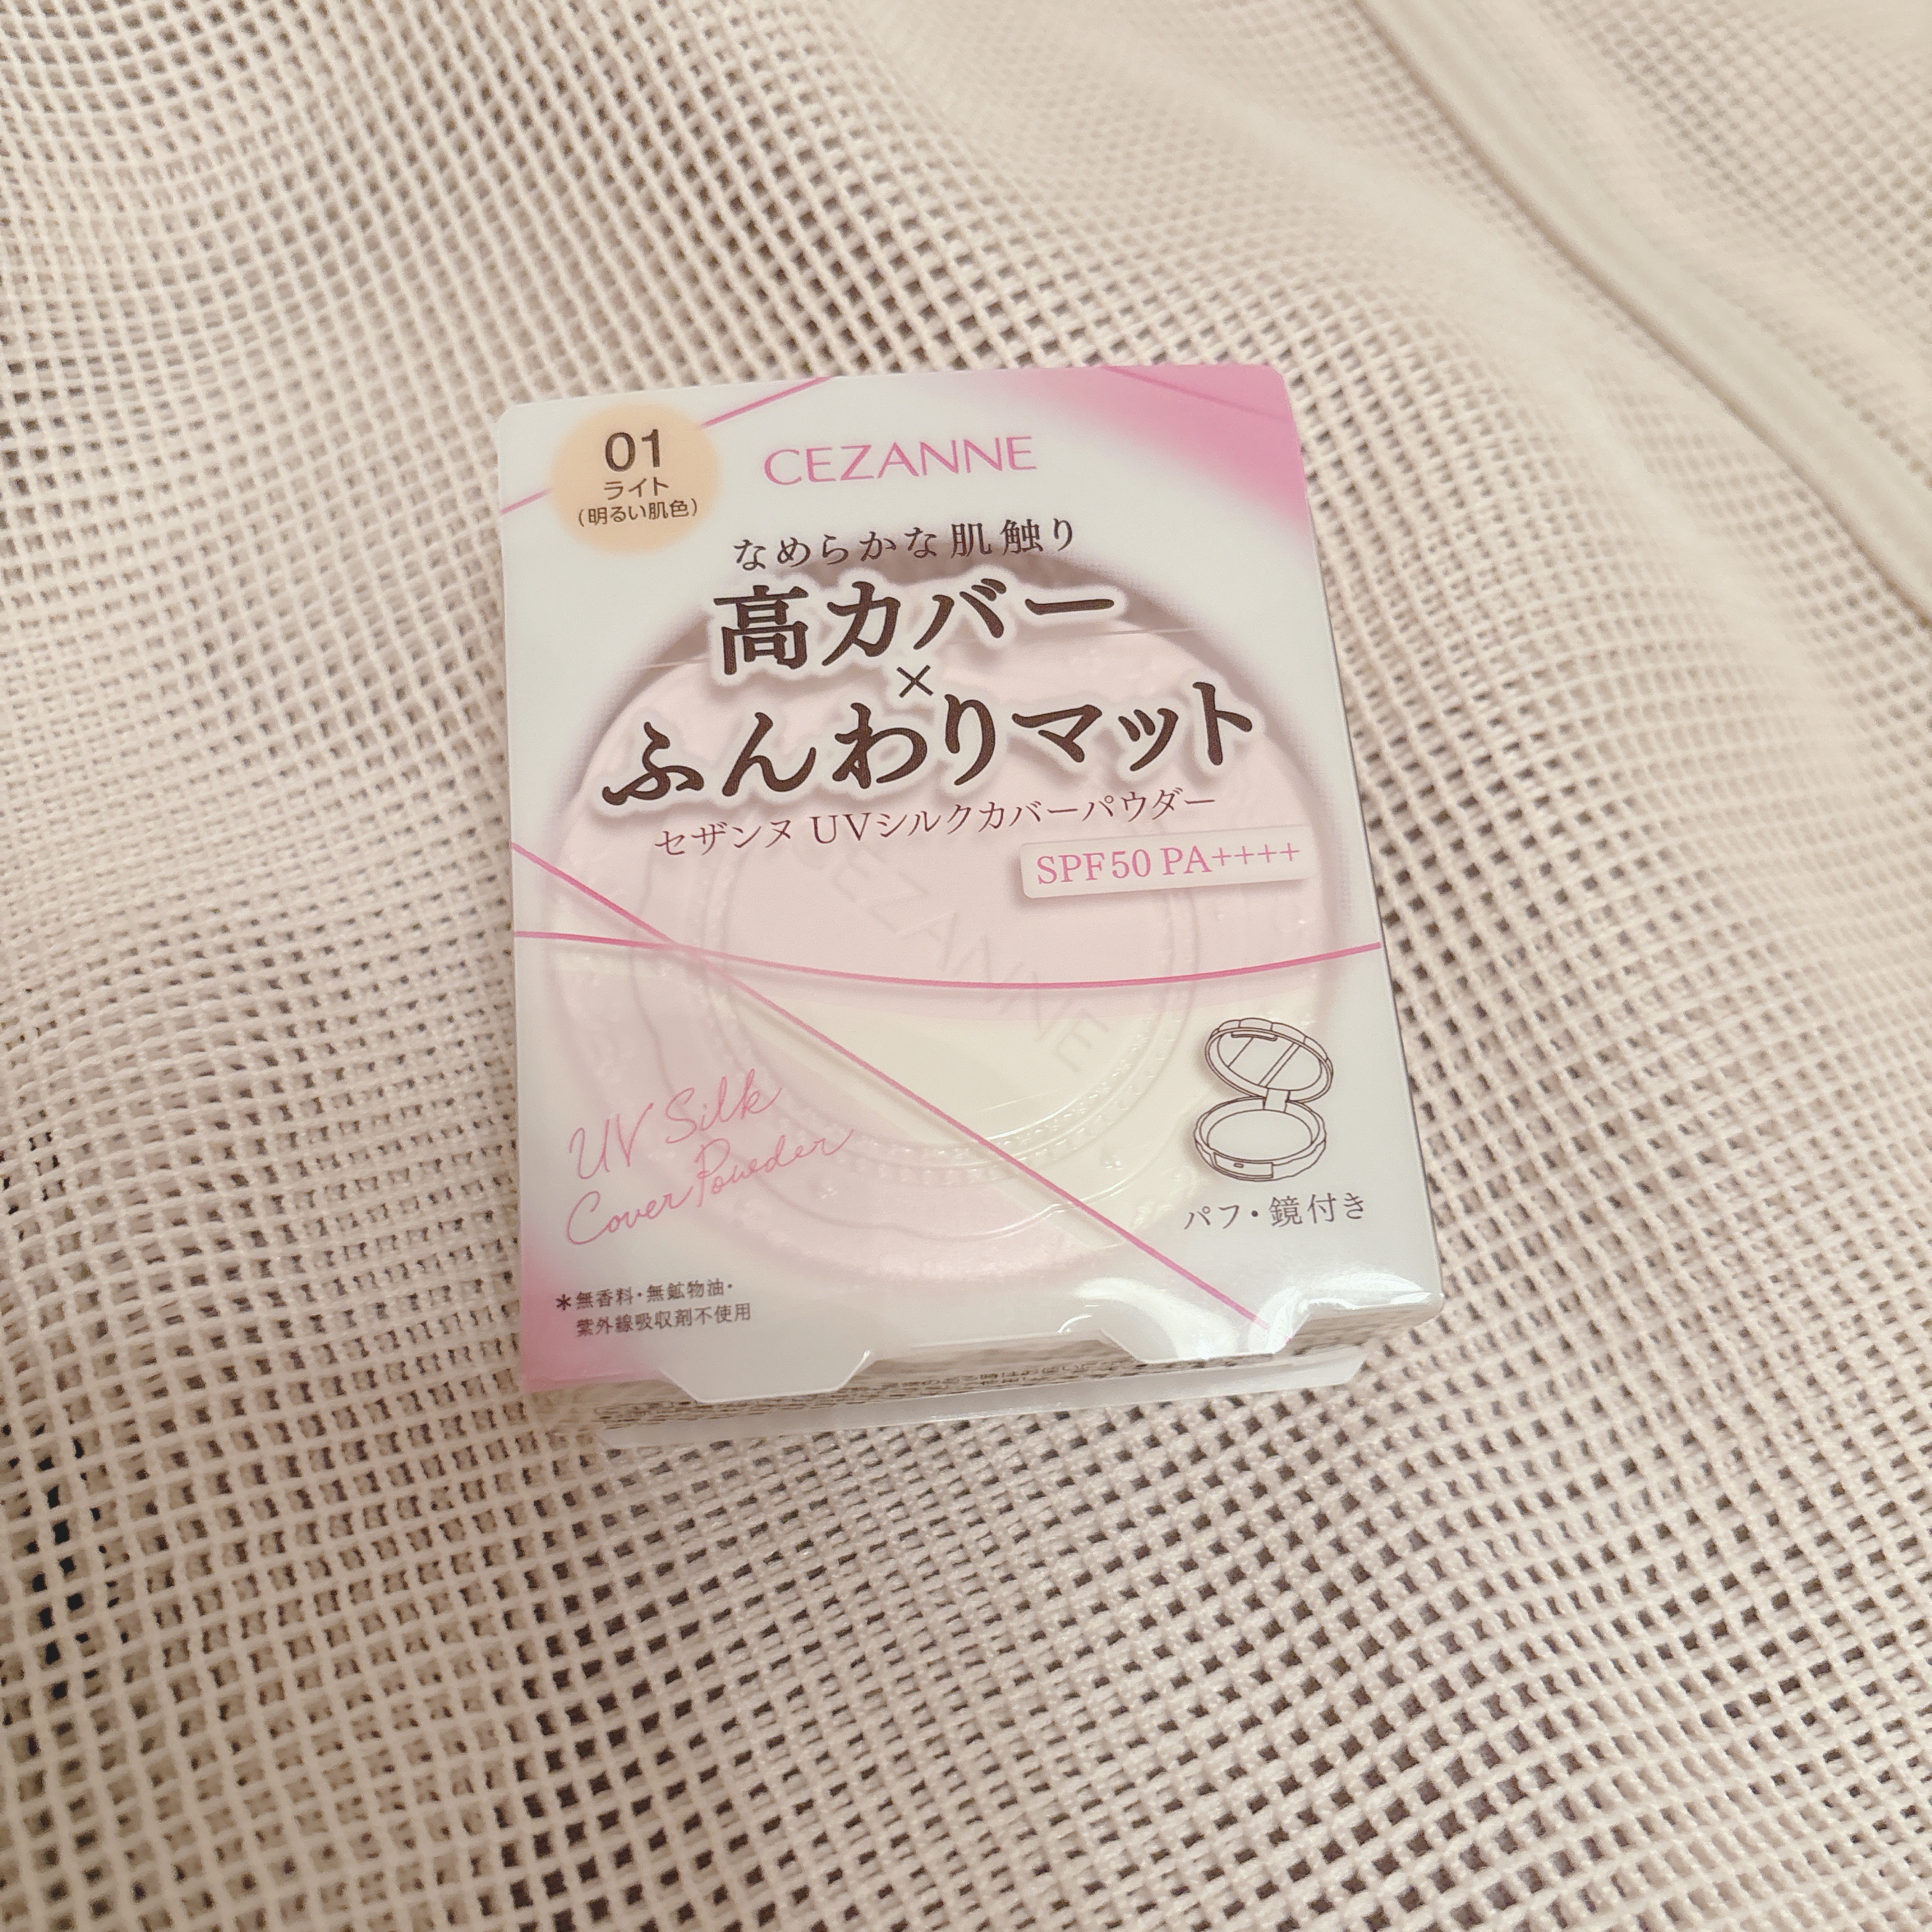 01
ライト
(明るい肌色)
CEZANNE
なめらかな肌触り
高カバー
×
ふんわりマット
セザンヌ UVシルクカバーパウダー
SPF50 PA++++
CEZANNE
UV Silk
Cover Powder
パフ・鏡付き
*無香料・無鉱物油・
紫外線吸収剤不使用